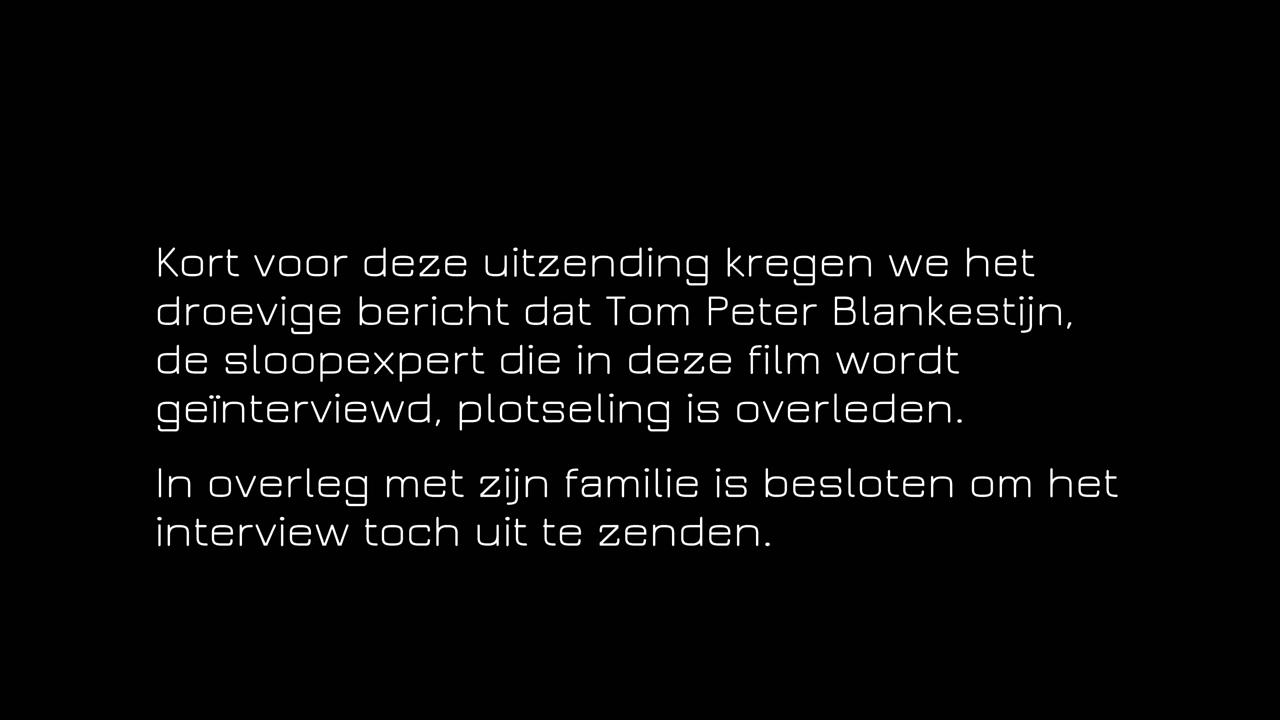 Kort voor deze uitzending kregen we het
droevige bericht dat Tom Peter Blankestijn,
de sloopexpert die in deze film wordt
geïnterviewd, plotseling is overleden.
In overleg met zijn familie is besloten om het
interview toch uit te zenden.